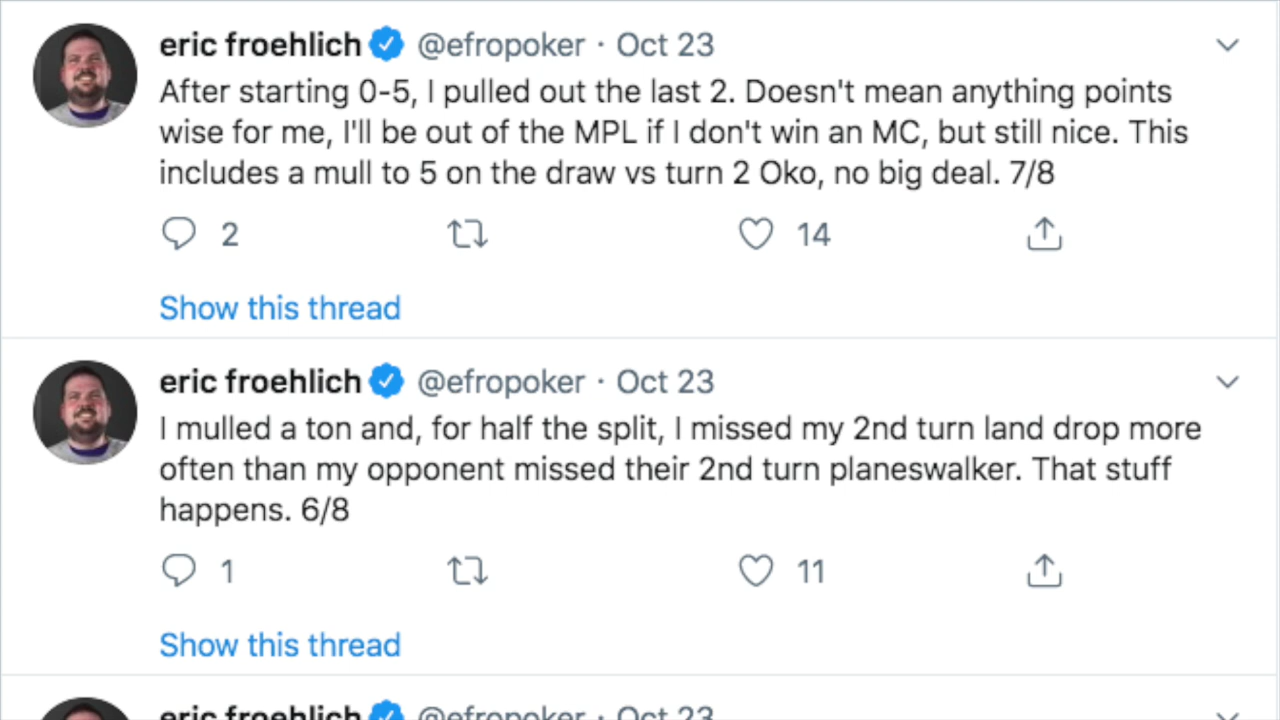 eric froehlich @efropoker · Oct 23
After starting 0-5, I pulled out the last 2. Doesn't mean anything points
wise for me, I'll be out of the MPL if I don't win an MC, but still nice. This
includes a mull to 5 on the draw vs turn 2 Oko, no big deal. 7/8
2 14
Show this thread
eric froehlich @efropoker · Oct 23
I mulled a ton and, for half the split, I missed my 2nd turn land drop more
often than my opponent missed their 2nd turn planeswalker. That stuff
happens. 6/8
1 11
Show this thread
eric froehlich @efropoker · Oct 23